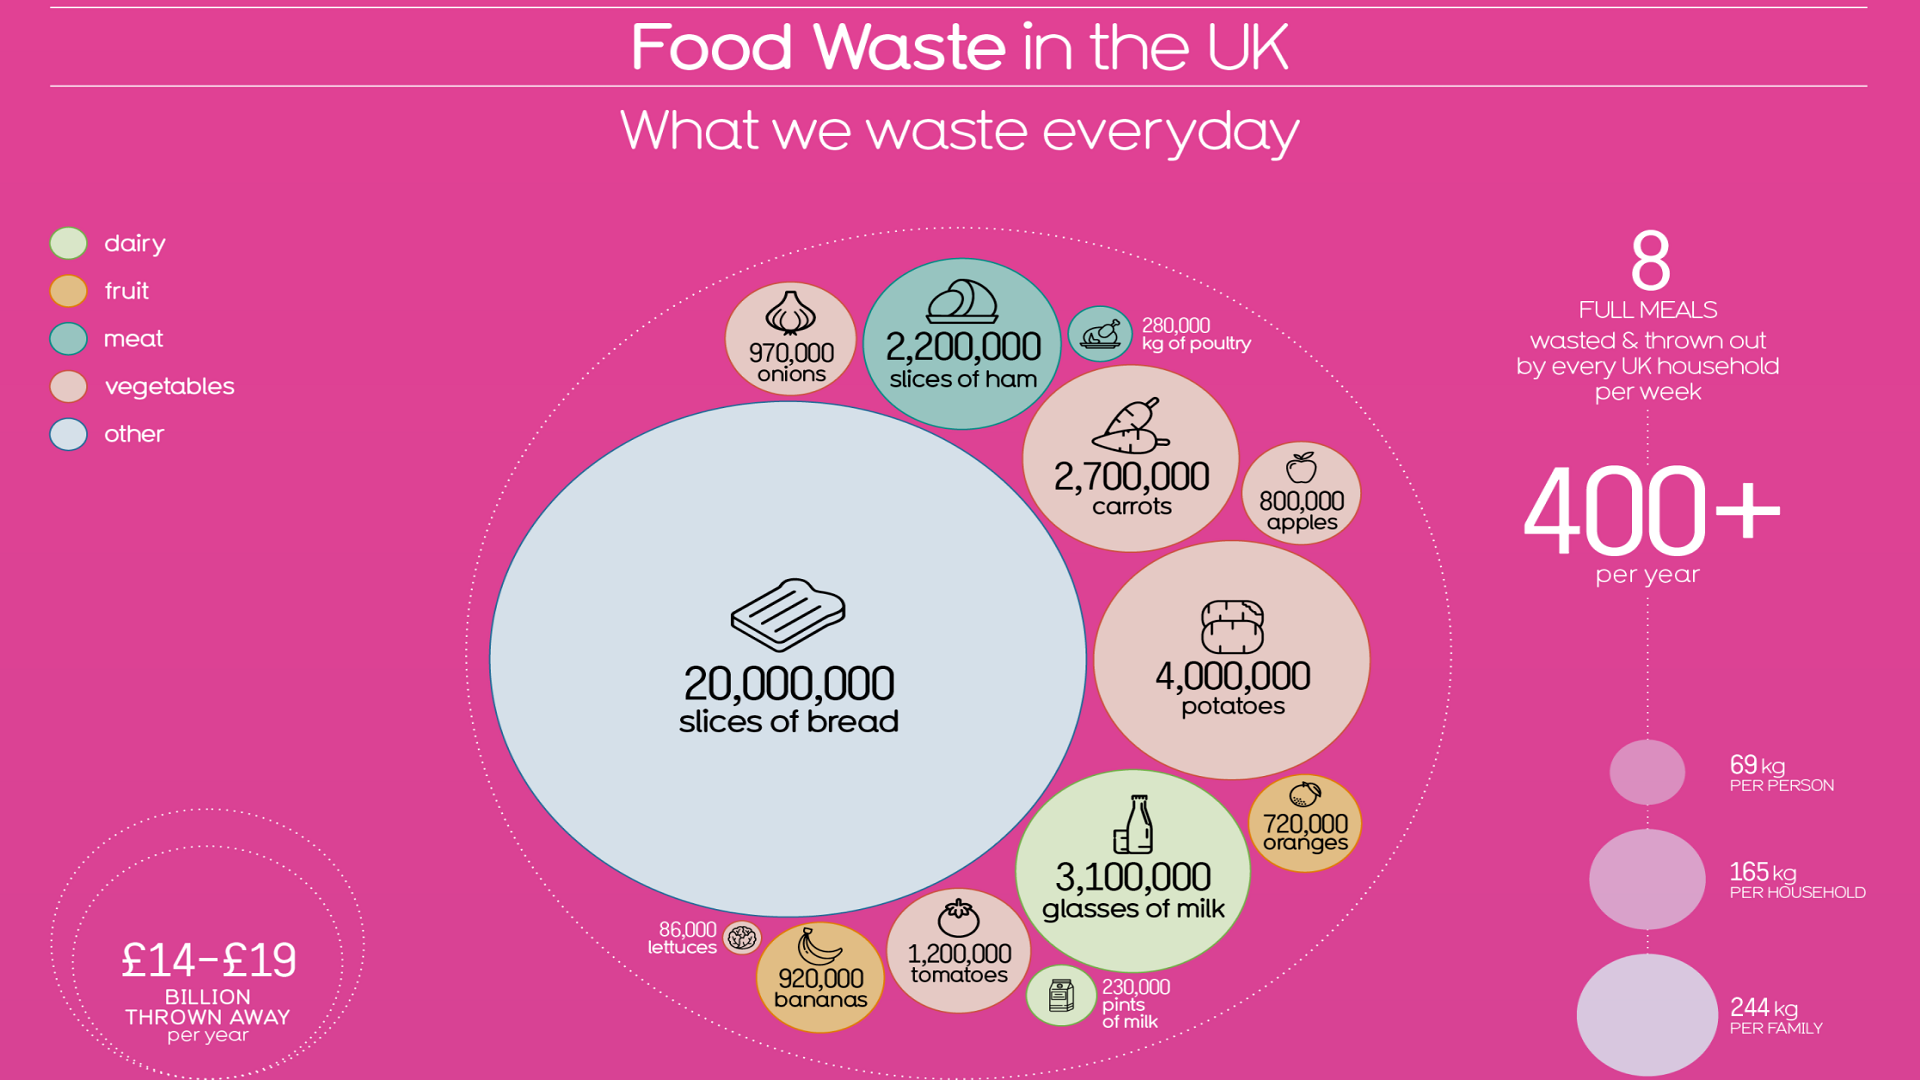 Food Waste in the UK
What we waste everyday
dairy
fruit
meat
vegetables
other
970,000
onions
2,200,000
slices of ham
280,000
kg of poultry
2,700,000
carrots
800,000
apples
20,000,000
slices of bread
4,000,000
potatoes
720,000
oranges
3,100,000
glasses of milk
86,000
lettuces
920,000
bananas
1,200,000
tomatoes
230,000
pints
of milk
8
FULL MEALS
wasted & thrown out
by every UK household
per week
400+
per year
69 kg
PER PERSON
165 kg
PER HOUSEHOLD
244 kg
PER FAMILY
£14–£19
BILLION
THROWN AWAY
per year